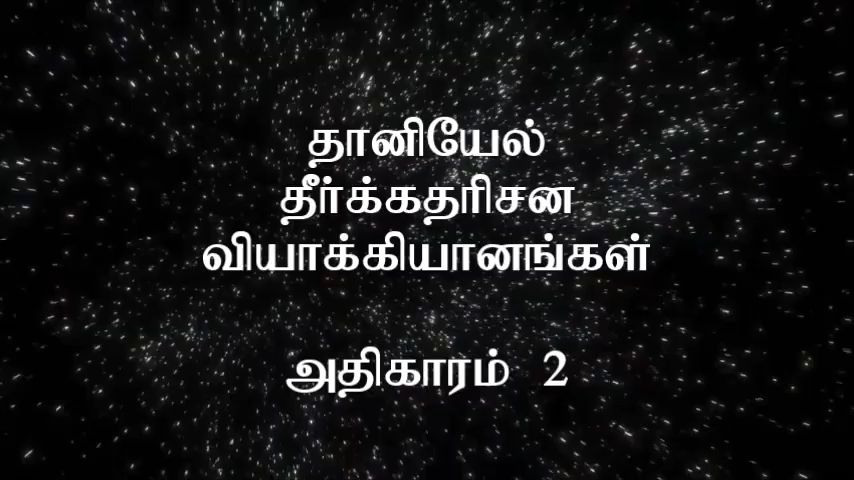 தானியேல்
தீர்க்கதரிசன
வியாக்கியானங்கள்
அதிகாரம் 2